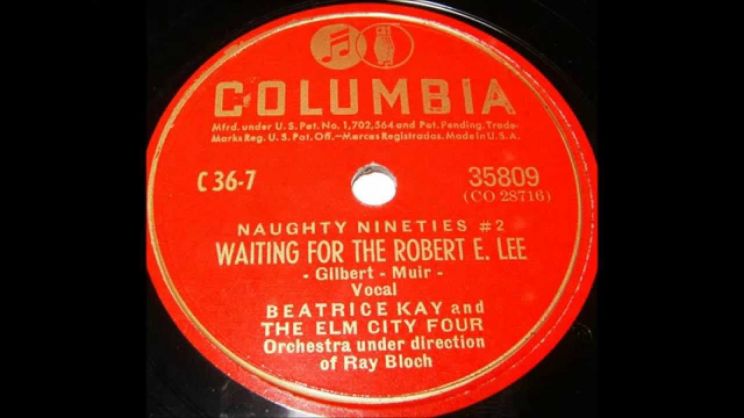 COLUMBIA
Mfrd. under U.S. Pat. No. 1,702,564 and Pat. Pending. Trade-
Marks Reg. U.S. Pat. Off.—Marcas Registradas. Made in U.S.A.
C 36-7
35809
(CO 28716)
NAUGHTY NINETIES #2
WAITING FOR THE ROBERT E. LEE
- Gilbert - Muir -
Vocal
BEATRICE KAY and
THE ELM CITY FOUR
Orchestra under direction
of Ray Bloch